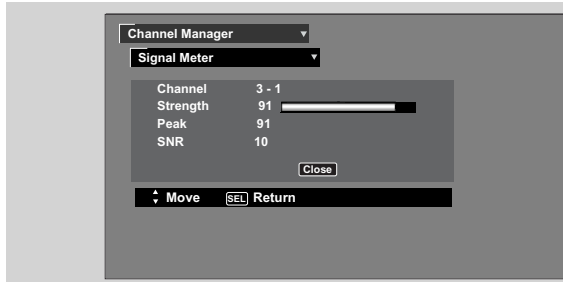 Channel Manager
Signal Meter
Channel 3 - 1
Strength 91
Peak 91
SNR 10
Close
Move SEL Return